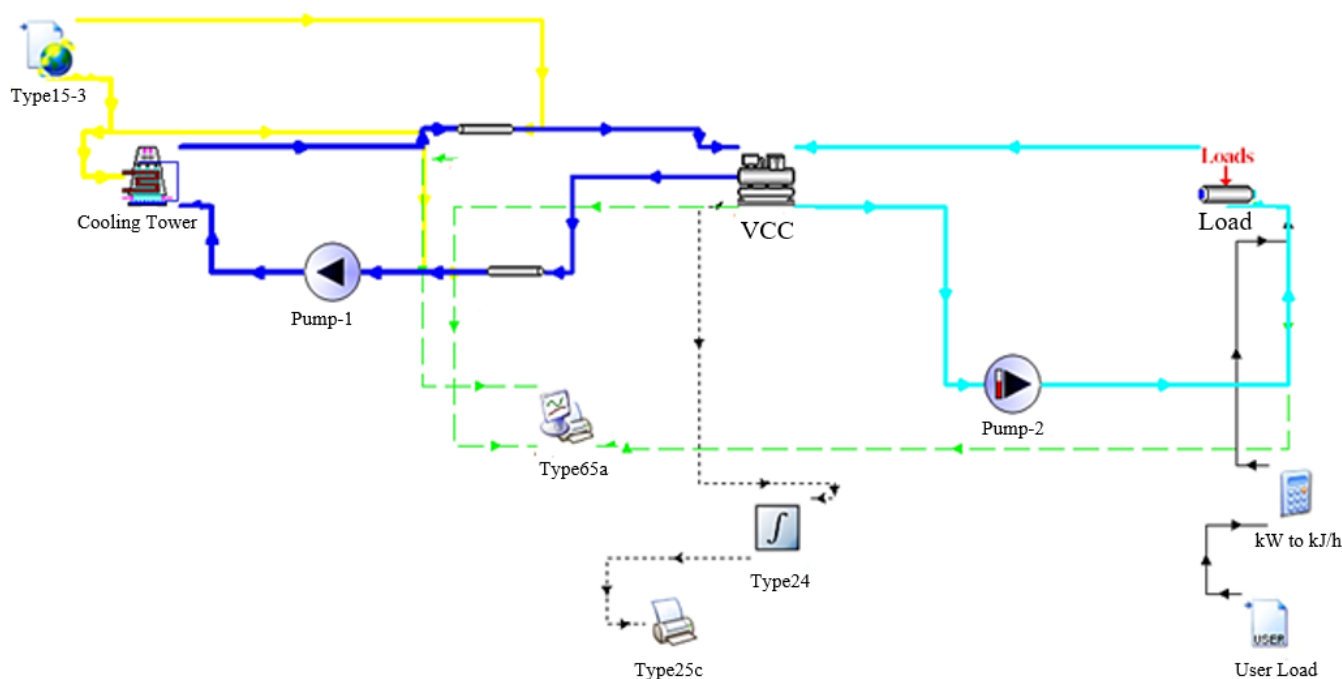 Type15-3
Cooling Tower
Pump-1
VCC
Loads
Load
Pump-2
Type65a
kW to kJ/h
∫
Type24
Type25c
USER
User Load